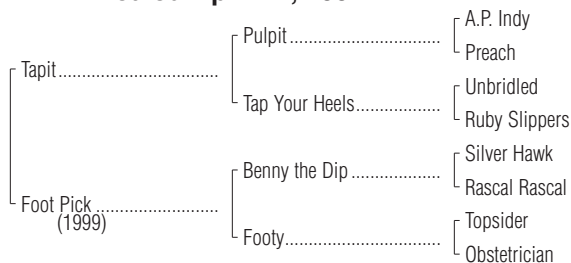 A.P. Indy
Pulpit
Preach
Tapit
Unbridled
Tap Your Heels
Ruby Slippers
Silver Hawk
Benny the Dip
Rascal Rascal
Foot Pick
(1999)
Topsider
Footy
Obstetrician